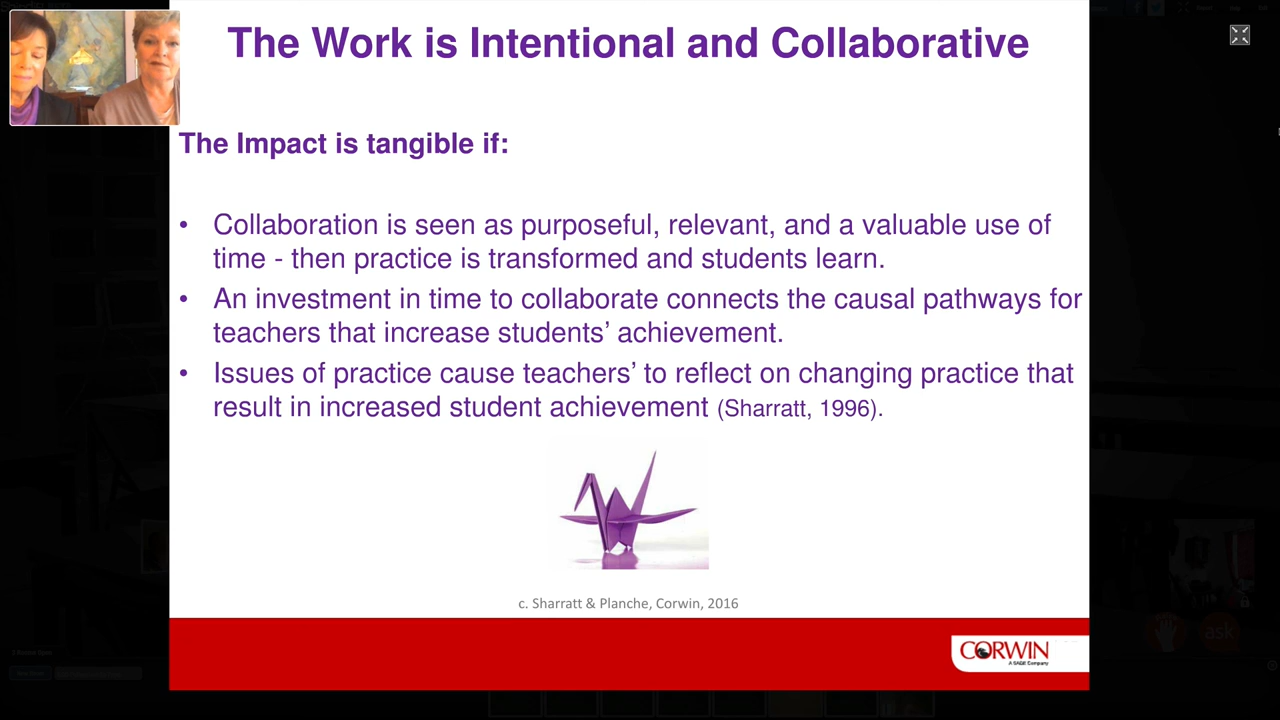 The Work is Intentional and Collaborative
The Impact is tangible if:
• Collaboration is seen as purposeful, relevant, and a valuable use of
time - then practice is transformed and students learn.
• An investment in time to collaborate connects the causal pathways for
teachers that increase students’ achievement.
• Issues of practice cause teachers’ to reflect on changing practice that
result in increased student achievement (Sharratt, 1996).
c. Sharratt & Planche, Corwin, 2016
CORWIN
A SAGE Company
ask